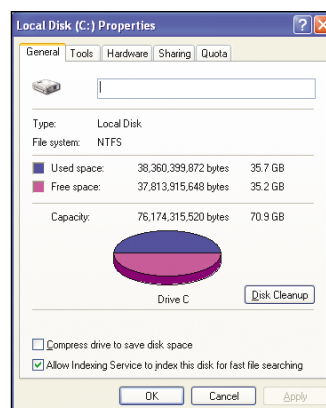 Local Disk (C:) Properties
General Tools Hardware Sharing Quota
Type: Local Disk
File system: NTFS
Used space: 38,360,399,872 bytes 35.7 GB
Free space: 37,813,915,648 bytes 35.2 GB
Capacity: 76,174,315,520 bytes 70.9 GB
Drive C
Disk Cleanup
Compress drive to save disk space
Allow Indexing Service to index this disk for fast file searching
OK Cancel Apply